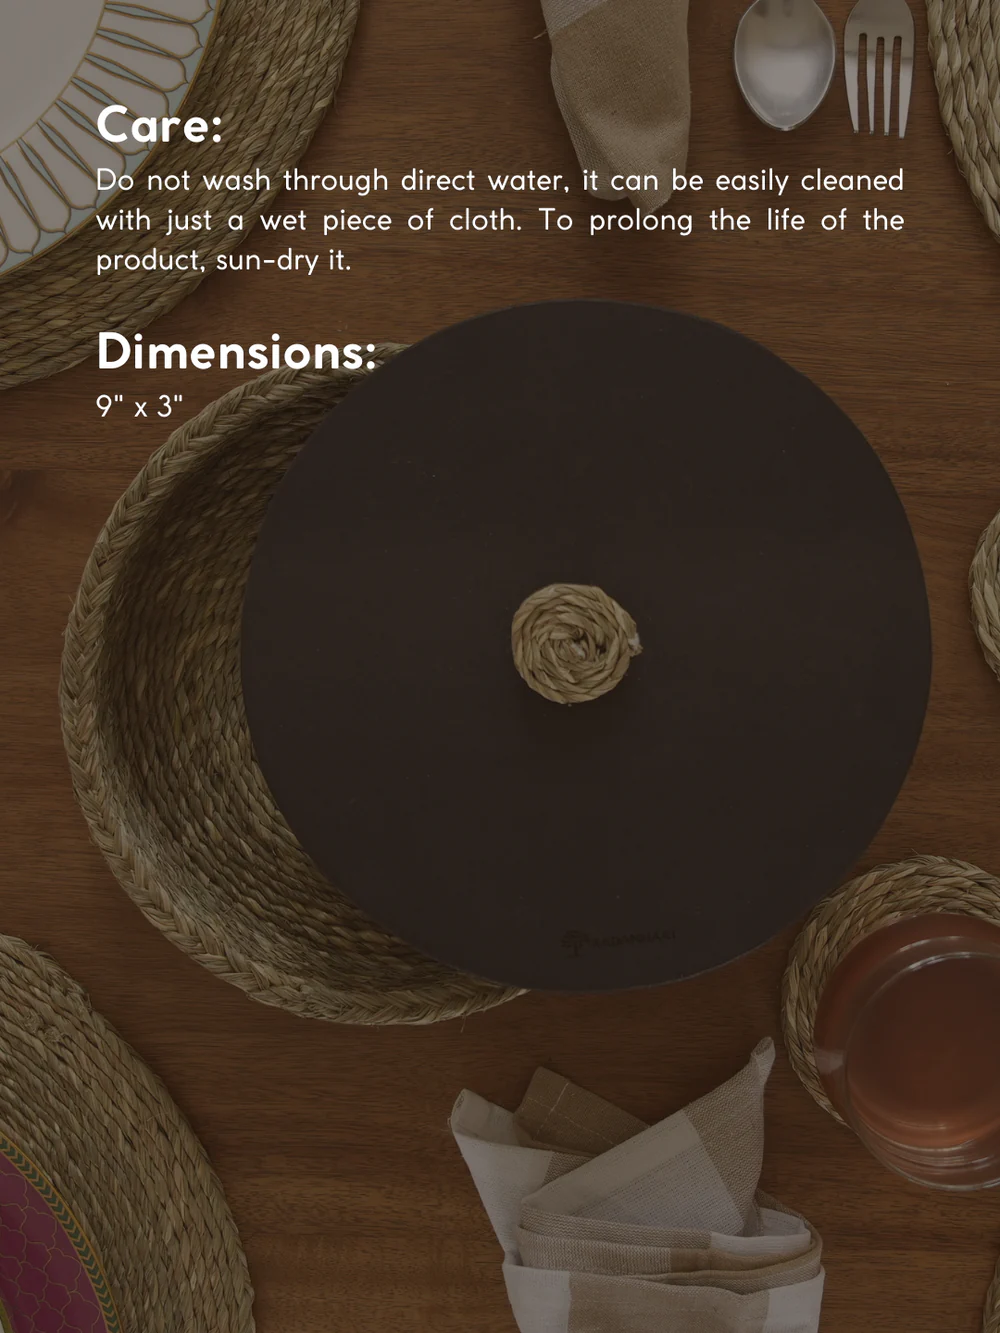 Care:
Do not wash through direct water, it can be easily cleaned
with just a wet piece of cloth. To prolong the life of the
product, sun-dry it.
Dimensions:
9" x 3"